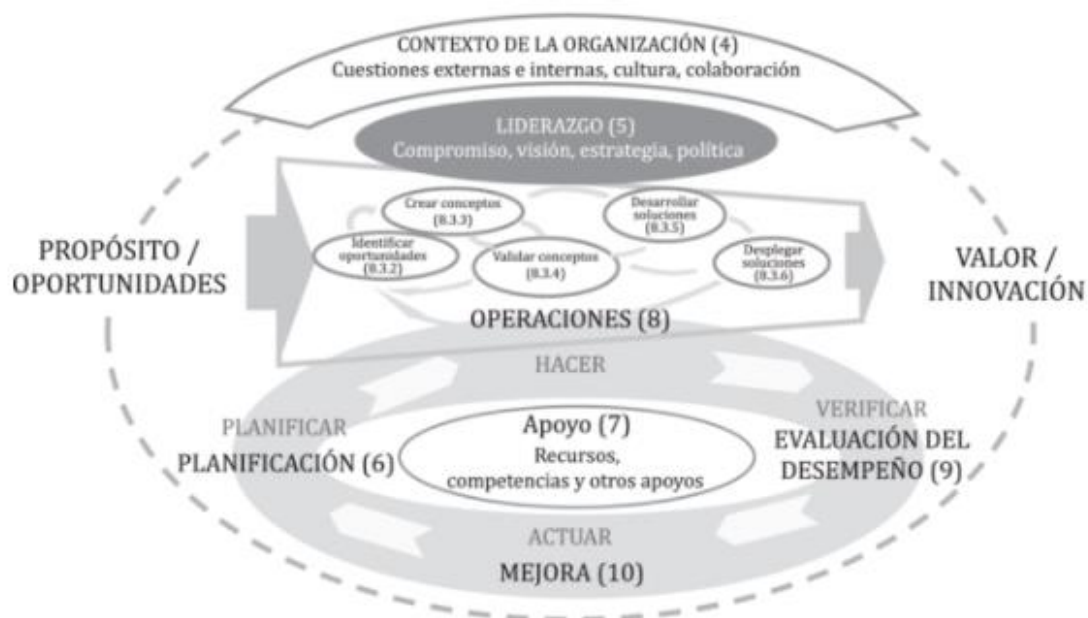 CONTEXTO DE LA ORGANIZACIÓN (4)
Cuestiones externas e internas, cultura, colaboración
LIDERAZGO (5)
Compromiso, visión, estrategia, política
Crear conceptos
(8.3.3)
Desarrollar
soluciones
(8.3.5)
Identificar
oportunidades
(8.3.2)
Validar conceptos
(8.3.4)
Desplegar
soluciones
(8.3.6)
PROPÓSITO /
OPORTUNIDADES
VALOR /
INNOVACIÓN
OPERACIONES (8)
HACER
PLANIFICAR
PLANIFICACIÓN (6)
Apoyo (7)
Recursos,
competencias y otros apoyos
VERIFICAR
EVALUACIÓN DEL
DESEMPEÑO (9)
ACTUAR
MEJORA (10)